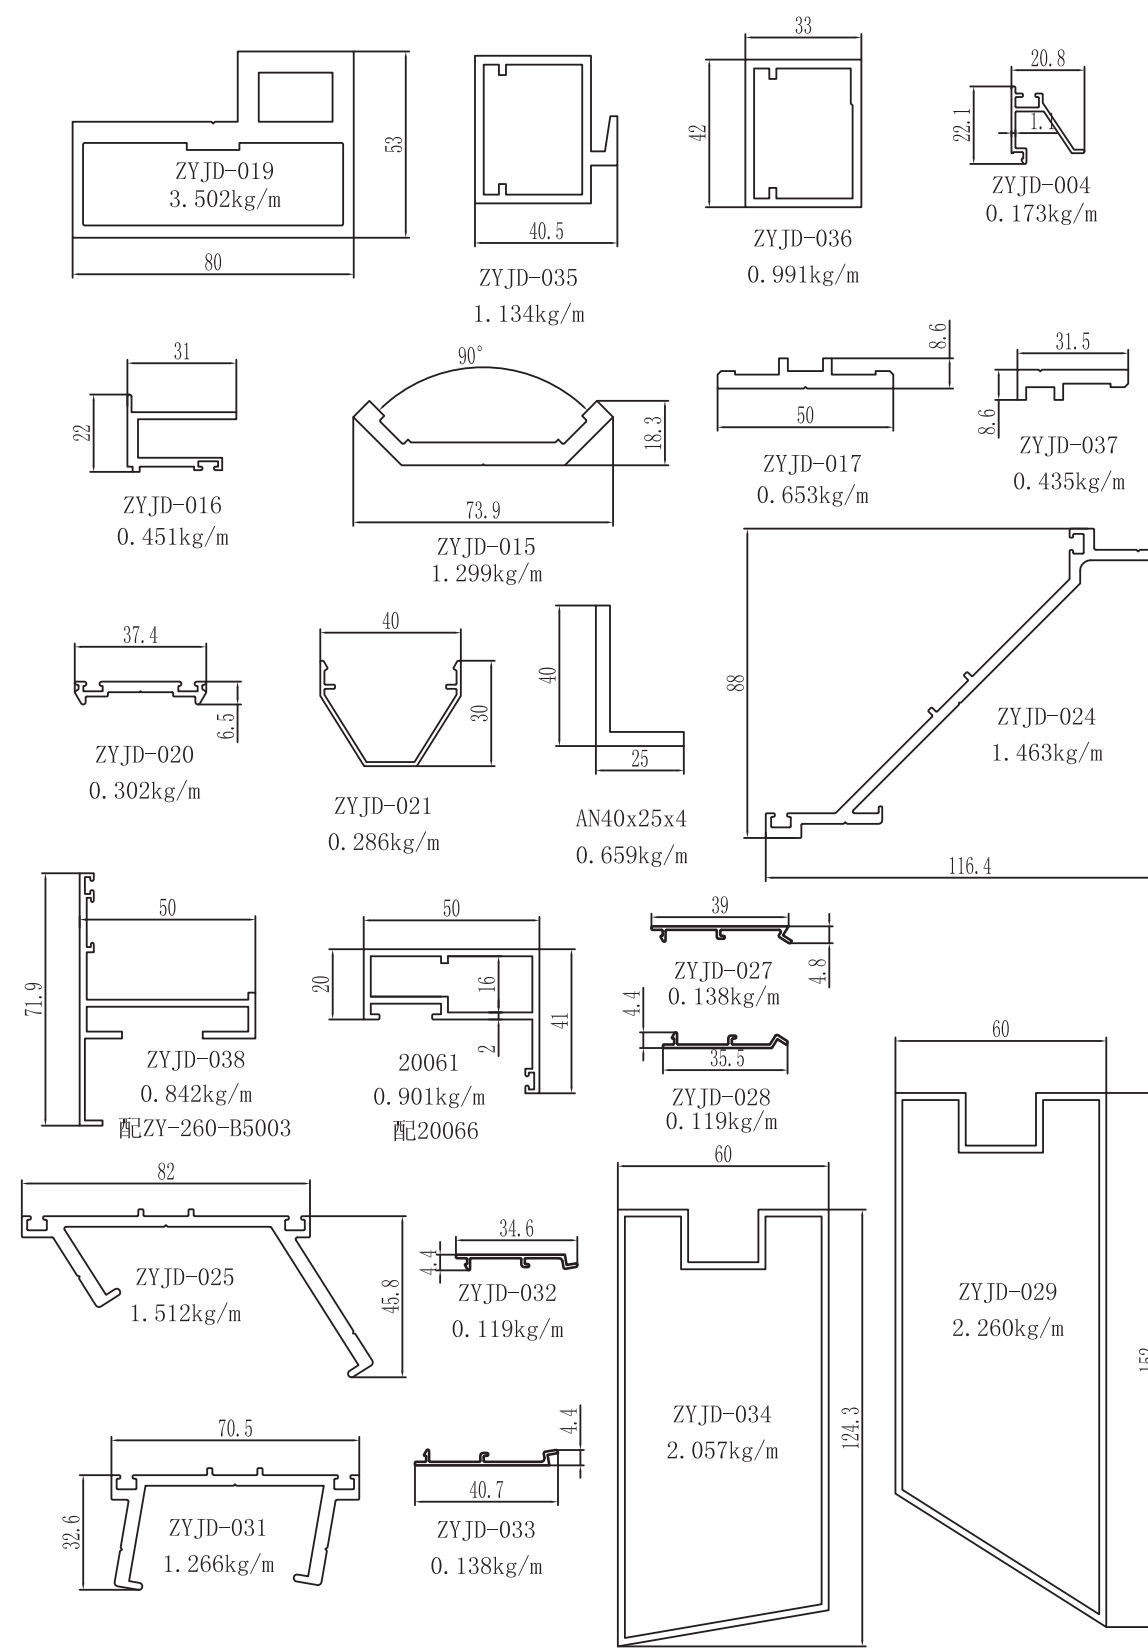 33
20.8
53
42
22.1
1.1
ZYJD-019
3.502kg/m
ZYJD-004
0.173kg/m
40.5
ZYJD-036
0.991kg/m
80
ZYJD-035
1.134kg/m
31
90°
8.6
31.5
22
18.3
50
8.6
ZYJD-037
0.435kg/m
ZYJD-017
0.653kg/m
ZYJD-016
0.451kg/m
73.9
ZYJD-015
1.299kg/m
37.4
40
40
88
30
6.5
25
ZYJD-024
1.463kg/m
ZYJD-020
0.302kg/m
ZYJD-021
0.286kg/m
AN40x25x4
0.659kg/m
116.4
50
50
39
71.9
20
16
41
2
4.8
ZYJD-027
0.138kg/m
4.4
35.5
60
ZYJD-038
0.842kg/m
配ZY-260-B5003
20061
0.901kg/m
配20066
ZYJD-028
0.119kg/m
82
60
34.6
4.4
45.8
ZYJD-025
1.512kg/m
ZYJD-032
0.119kg/m
ZYJD-029
2.260kg/m
152
70.5
4.4
124.3
ZYJD-034
2.057kg/m
32.6
40.7
ZYJD-031
1.266kg/m
ZYJD-033
0.138kg/m